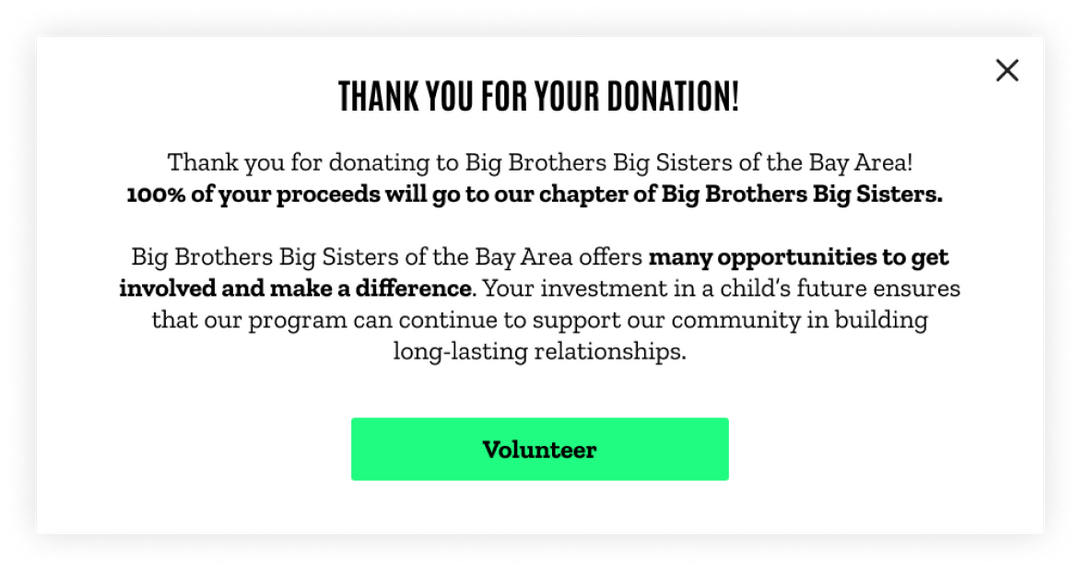 THANK YOU FOR YOUR DONATION!
Thank you for donating to Big Brothers Big Sisters of the Bay Area!
100% of your proceeds will go to our chapter of Big Brothers Big Sisters.
Big Brothers Big Sisters of the Bay Area offers many opportunities to get
involved and make a difference. Your investment in a child's future ensures
that our program can continue to support our community in building
long-lasting relationships.
Volunteer